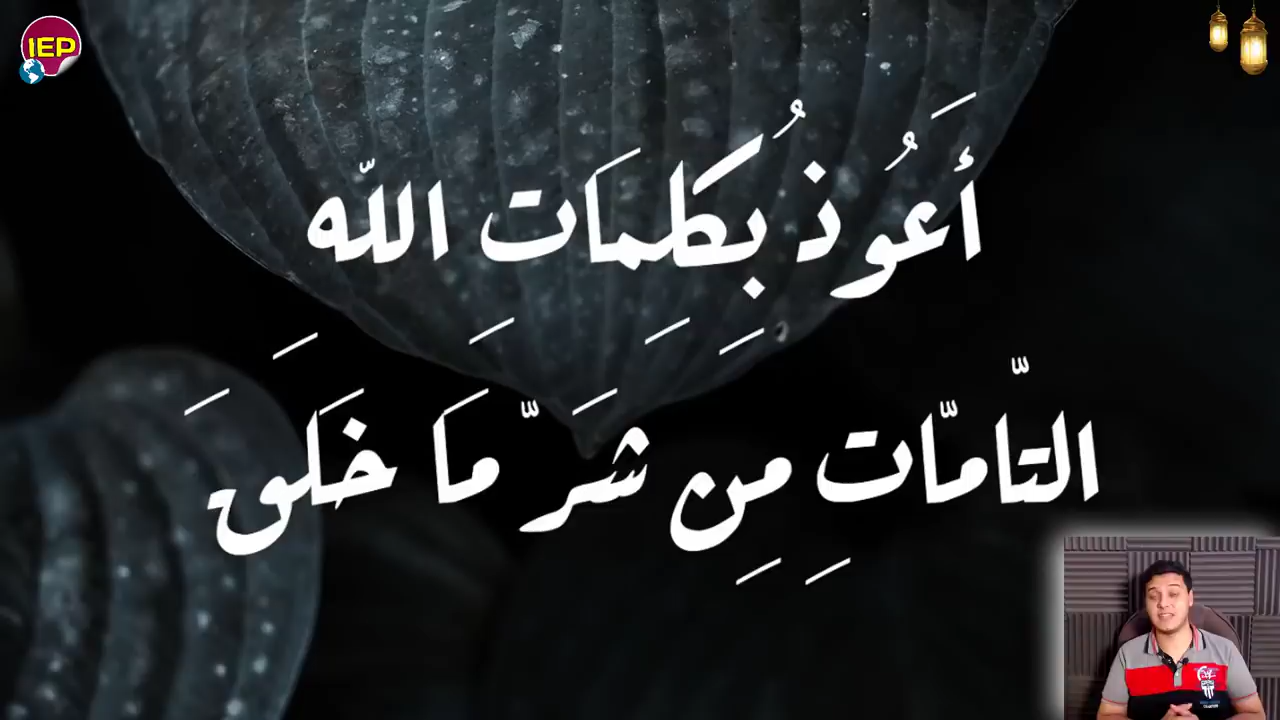 IEP
أَعُوذُ بِكَلِمَاتِ اللّه
التّامّاتِ مِن شَرّ مَا خَلَقَ